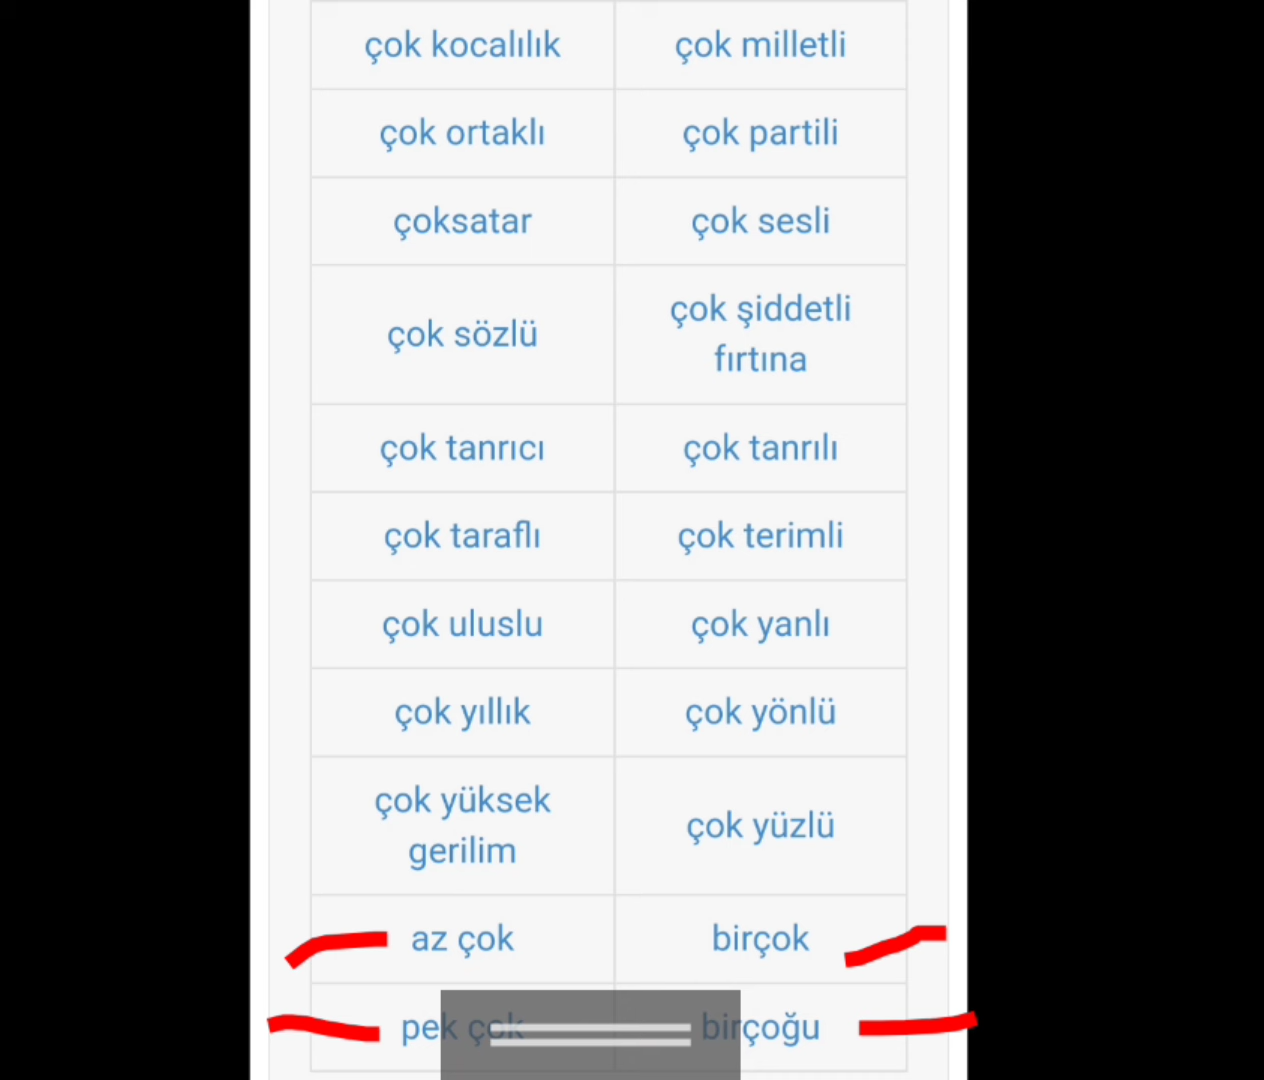 çok kocalılık çok milletli
çok ortaklı çok partili
çoksatar çok sesli
çok sözlü çok şiddetli
fırtına
çok tanrıcı çok tanrılı
çok taraflı çok terimli
çok uluslu çok yanlı
çok yıllık çok yönlü
çok yüksek
gerilim çok yüzlü
az çok birçok
pek çok birçoğu